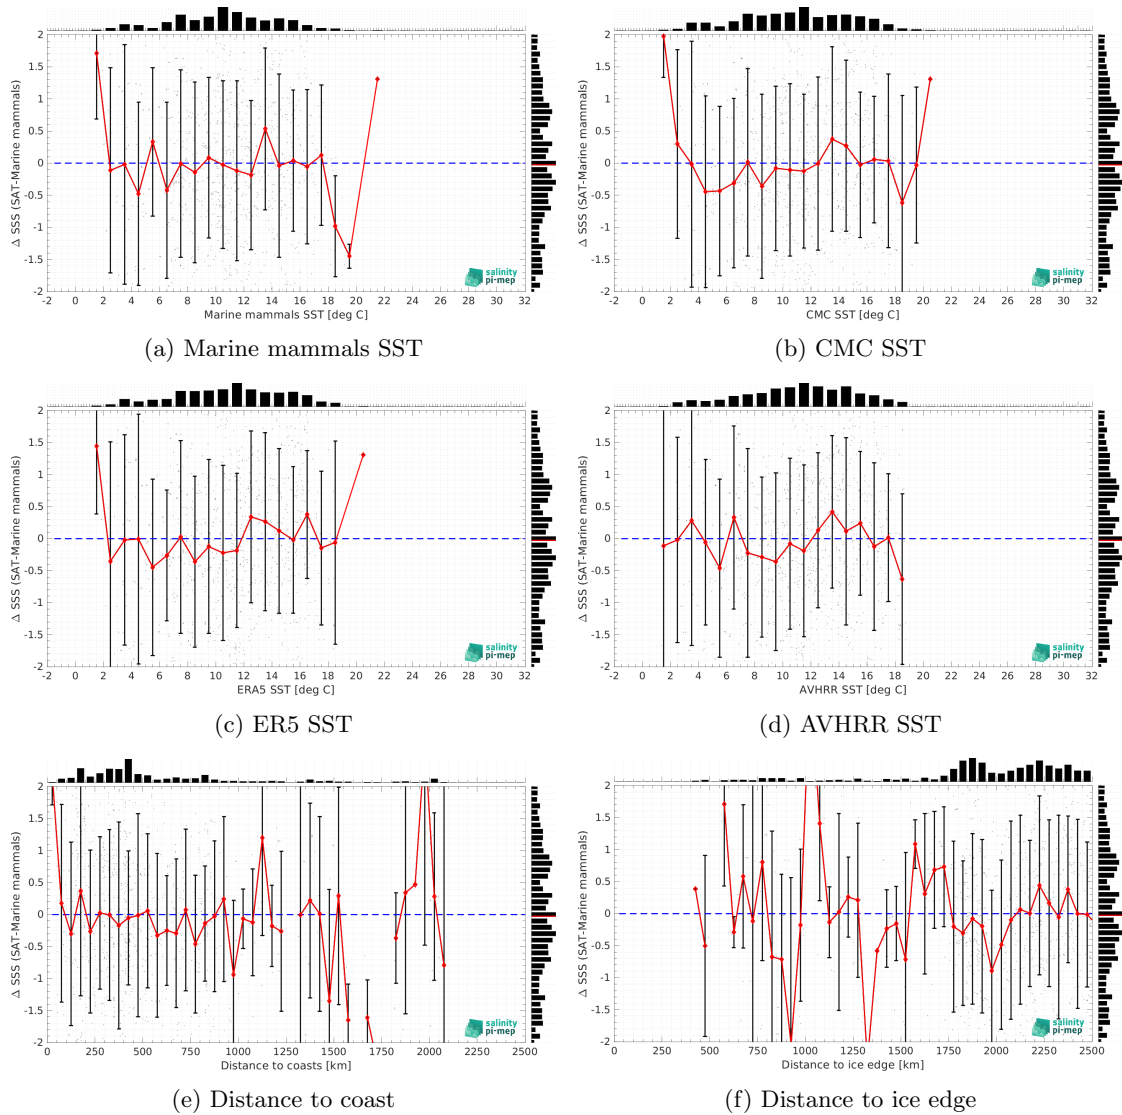 2
1.5
1
0.5
0
-0.5
-1
-1.5
-2
Δ SSS (SAT-Marine mammals)
-2 0 2 4 6 8 10 12 14 16 18 20 22 24 26 28 30 32
Marine mammals SST [deg C]
salinity
pi-mep
(a) Marine mammals SST
2
1.5
1
0.5
0
-0.5
-1
-1.5
-2
Δ SSS (SAT-Marine mammals)
-2 0 2 4 6 8 10 12 14 16 18 20 22 24 26 28 30 32
CMC SST [deg C]
salinity
pi-mep
(b) CMC SST
2
1.5
1
0.5
0
-0.5
-1
-1.5
-2
Δ SSS (SAT-Marine mammals)
-2 0 2 4 6 8 10 12 14 16 18 20 22 24 26 28 30 32
ERA5 SST [deg C]
salinity
pi-mep
(c) ER5 SST
2
1.5
1
0.5
0
-0.5
-1
-1.5
-2
Δ SSS (SAT-Marine mammals)
-2 0 2 4 6 8 10 12 14 16 18 20 22 24 26 28 30 32
AVHRR SST [deg C]
salinity
pi-mep
(d) AVHRR SST
2
1.5
1
0.5
0
-0.5
-1
-1.5
-2
Δ SSS (SAT-Marine mammals)
0 250 500 750 1000 1250 1500 1750 2000 2250 2500
Distance to coasts [km]
salinity
pi-mep
(e) Distance to coast
2
1.5
1
0.5
0
-0.5
-1
-1.5
-2
Δ SSS (SAT-Marine mammals)
0 500 750 1000 1250 1500 1750 2000 2250 2500
Distance to ice edge [km]
salinity
pi-mep
(f) Distance to ice edge